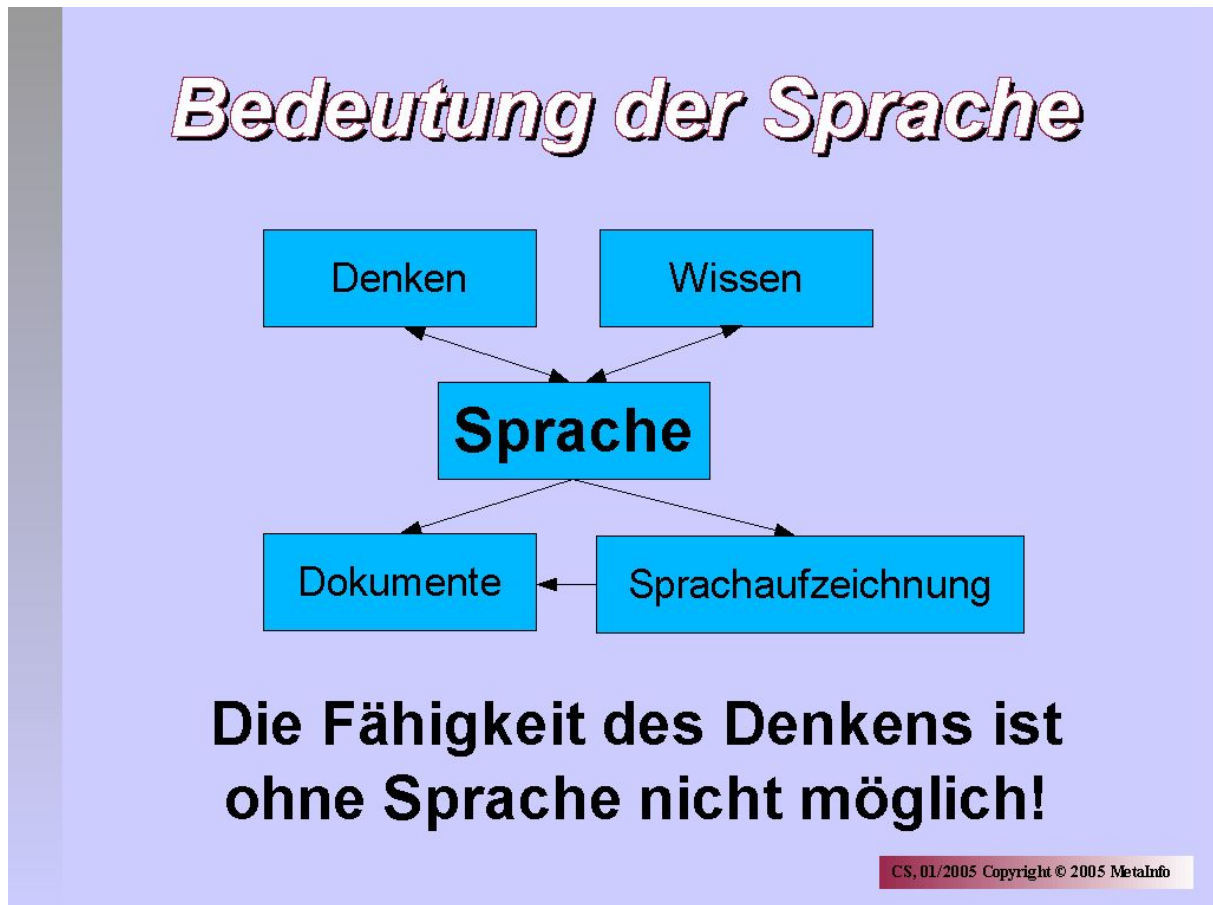 Bedeutung der Sprache
Denken
Wissen
Sprache
Dokumente
Sprachaufzeichnung
Die Fähigkeit des Denkens ist
ohne Sprache nicht möglich!
CS, 01/2005 Copyright © 2005 MetaInfo